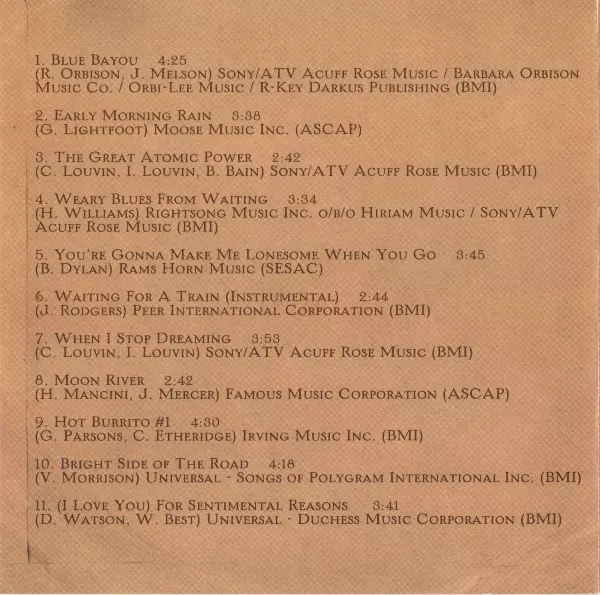 1. Blue Bayou 4:25
(R. Orbison, J. Melson) Sony/ATV Acuff Rose Music / Barbara Orbison
Music Co. / Orbi-Lee Music / R-Key Darkus Publishing (BMI)
2. Early Morning Rain 3:38
(G. Lightfoot) Moose Music Inc. (ASCAP)
3. The Great Atomic Power 2:42
(C. Louvin, I. Louvin, B. Bain) Sony/ATV Acuff Rose Music (BMI)
4. Weary Blues From Waiting 3:34
(H. Williams) Rightsong Music Inc. o/b/o Hiriam Music / Sony/ATV
Acuff Rose Music (BMI)
5. You're Gonna Make Me Lonesome When You Go 3:45
(B. Dylan) Rams Horn Music (SESAC)
6. Waiting For A Train (Instrumental) 2:44
(J. Rodgers) Peer International Corporation (BMI)
7. When I Stop Dreaming 3:53
(C. Louvin, I. Louvin) Sony/ATV Acuff Rose Music (BMI)
8. Moon River 2:42
(H. Mancini, J. Mercer) Famous Music Corporation (ASCAP)
9. Hot Burrito #1 4:30
(G. Parsons, C. Etheridge) Irving Music Inc. (BMI)
10. Bright Side of The Road 4:18
(V. Morrison) Universal - Songs of Polygram International Inc. (BMI)
11. (I Love You) For Sentimental Reasons 3:41
(D. Watson, W. Best) Universal - Duchess Music Corporation (BMI)